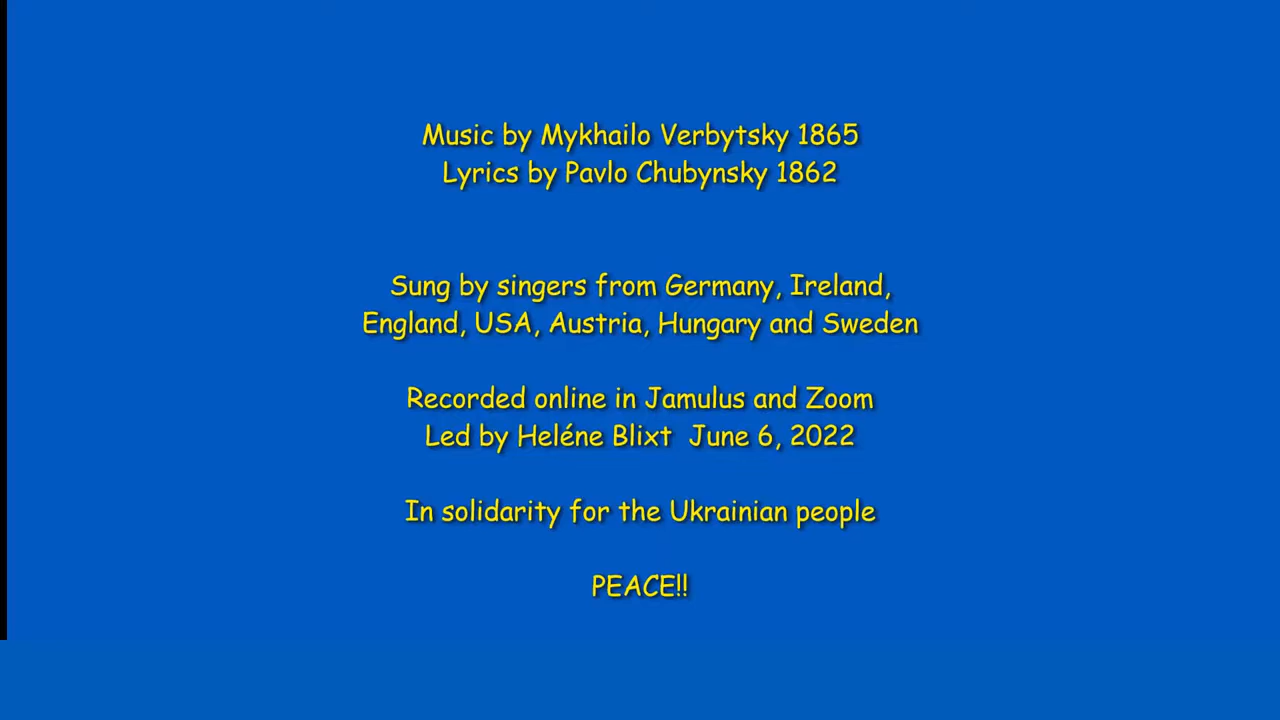 Music by Mykhailo Verbytsky 1865
Lyrics by Pavlo Chubynsky 1862
Sung by singers from Germany, Ireland,
England, USA, Austria, Hungary and Sweden
Recorded online in Jamulus and Zoom
Led by Heléne Blixt  June 6, 2022
In solidarity for the Ukrainian people
PEACE!!